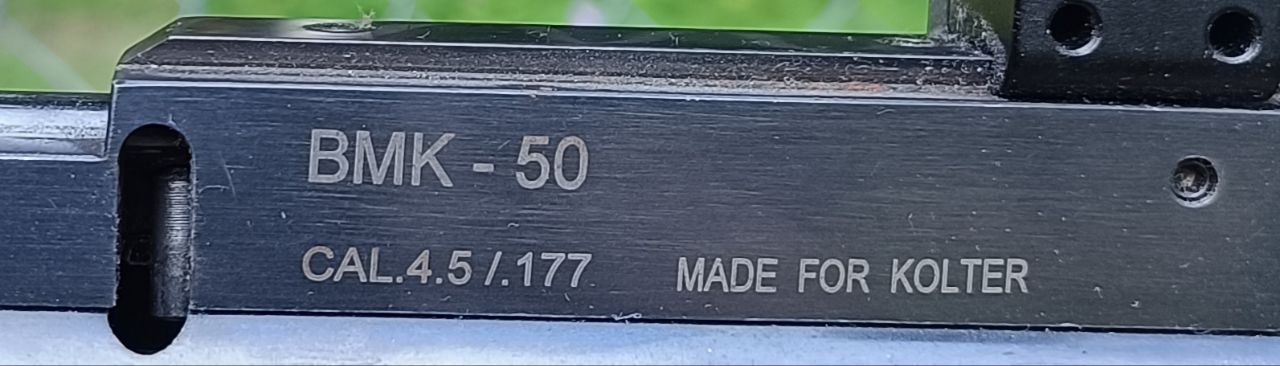 BMK - 50
CAL.4.5 /.177
MADE FOR KOLTER